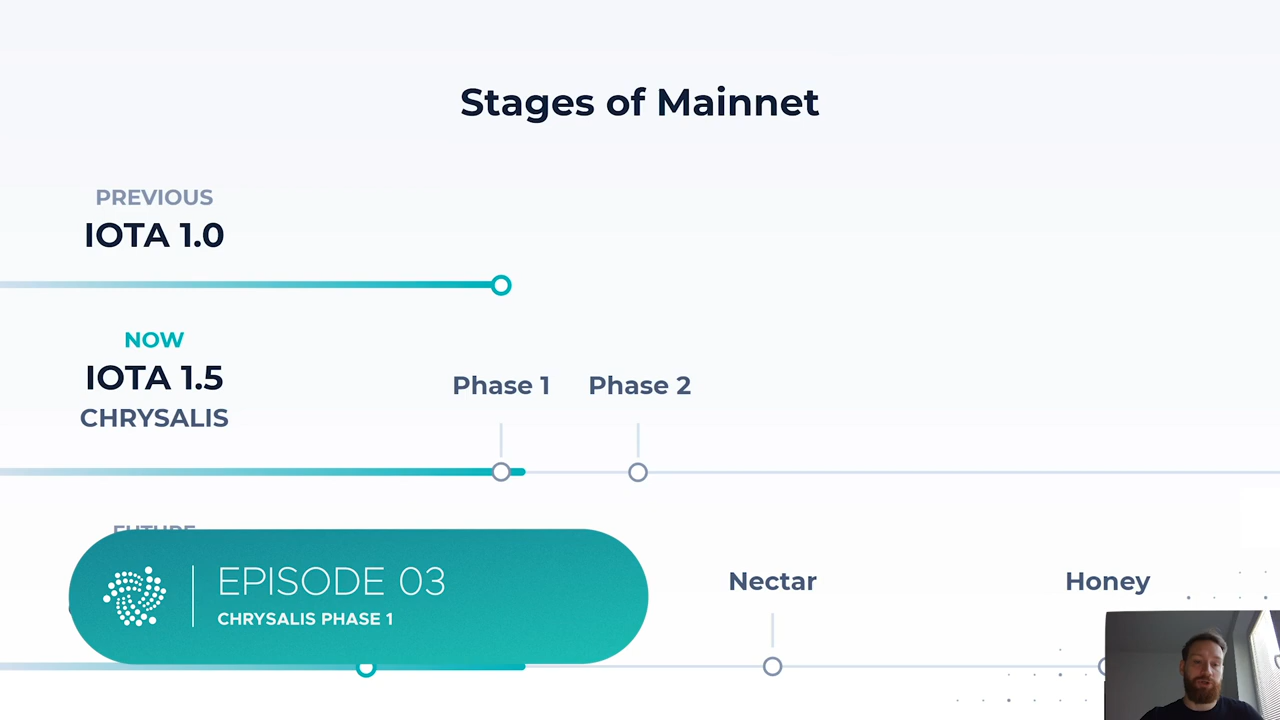 Stages of Mainnet
PREVIOUS
IOTA 1.0
NOW
IOTA 1.5
CHRYSALIS
Phase 1
Phase 2
FUTURE
EPISODE 03
CHRYSALIS PHASE 1
Nectar
Honey